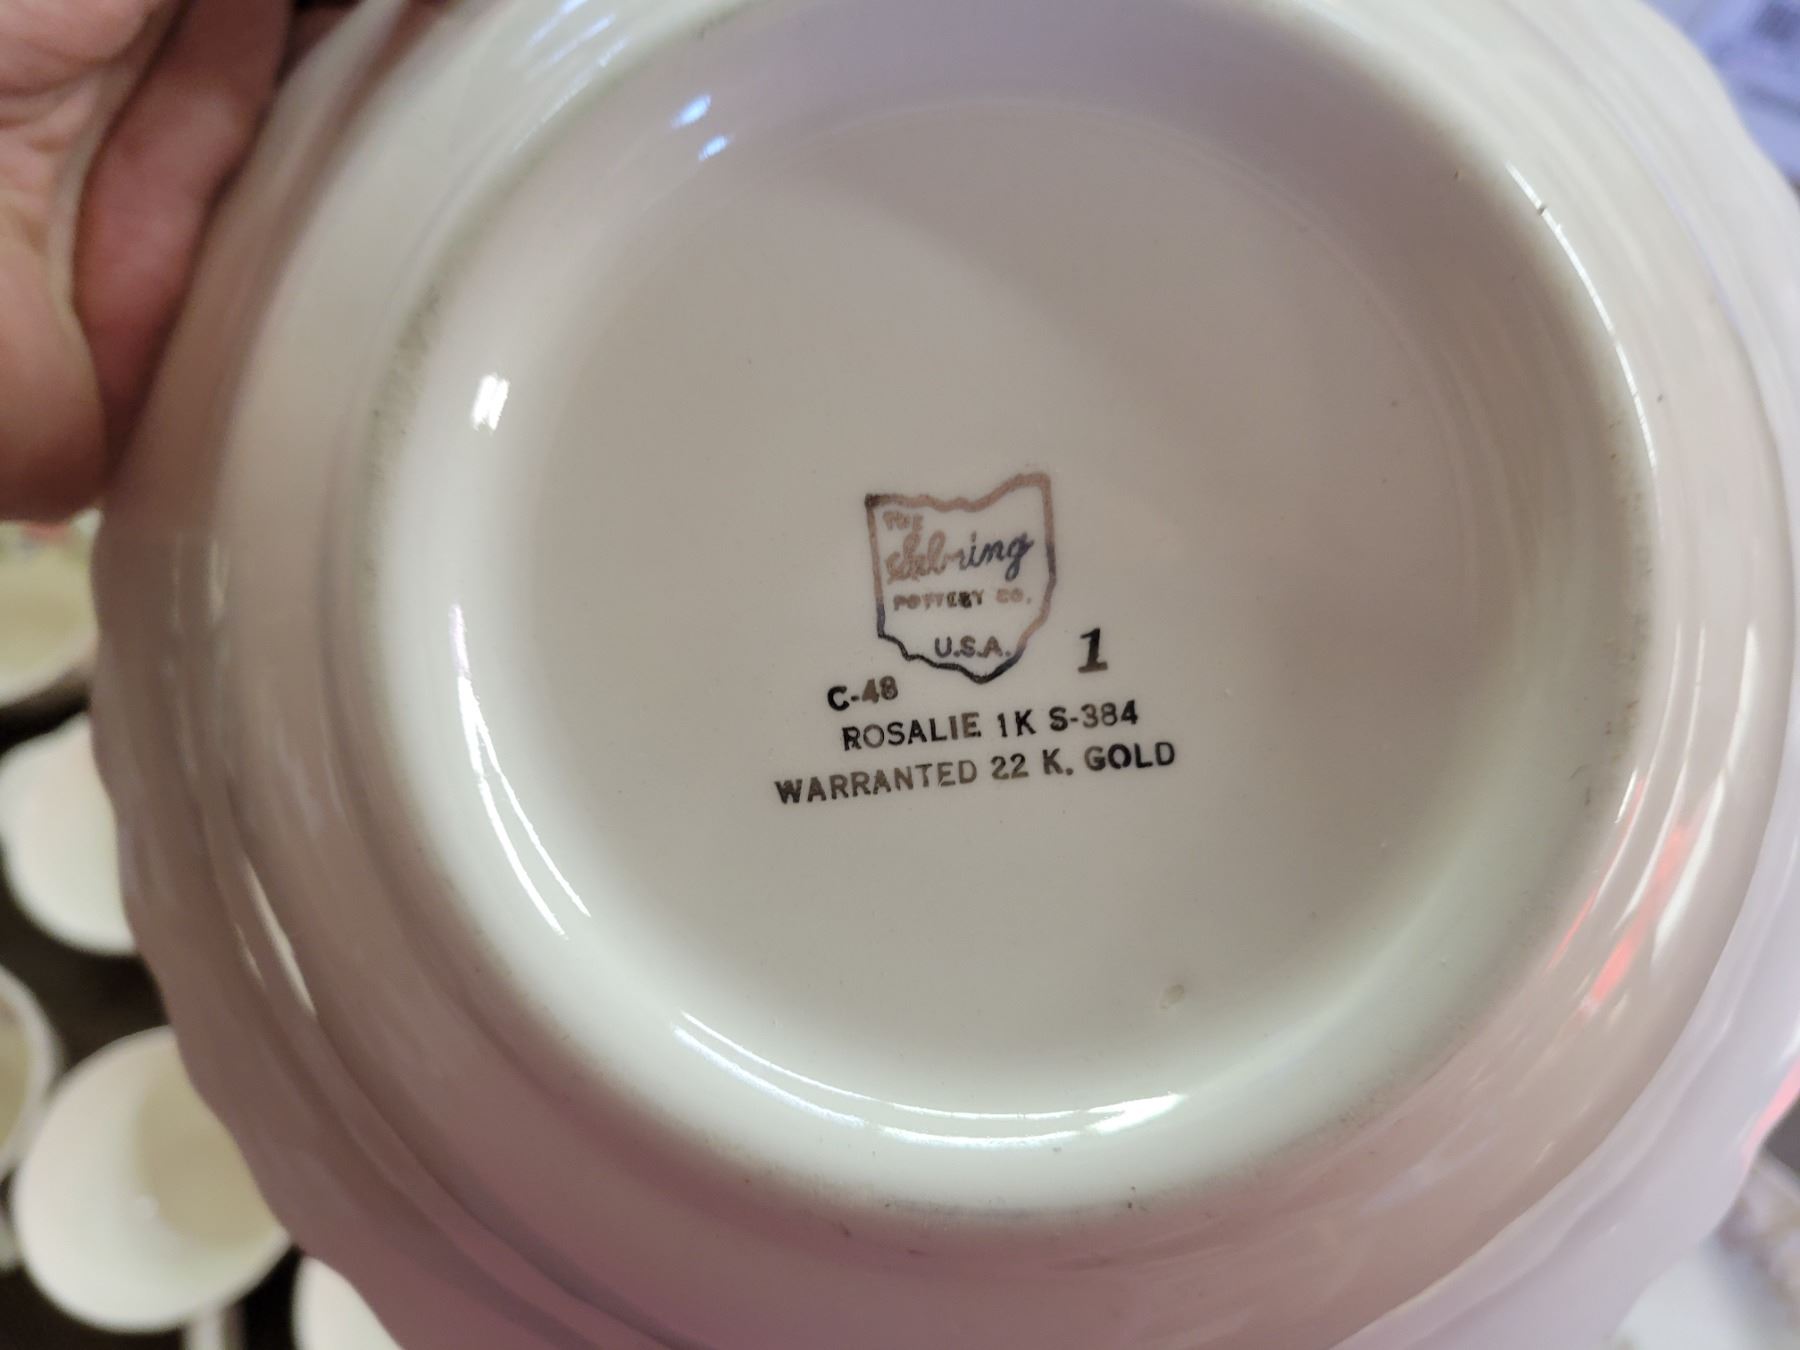 THE
Sebring
POTTERY CO.
U.S.A.
1
C-48
ROSALIE 1K S-384
WARRANTED 22 K. GOLD